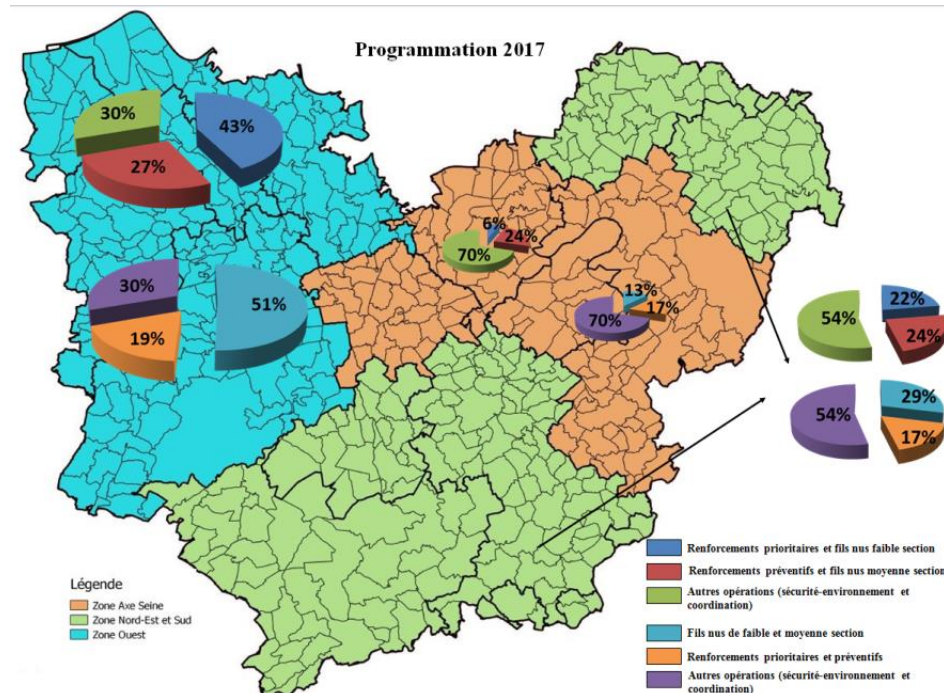 Programmation 2017
30%
43%
27%
6%
24%
70%
30%
51%
19%
13%
17%
70%
22%
54%
24%
29%
54%
17%
Légende
Zone Axe Seine
Zone Nord-Est et Sud
Zone Ouest
Renforcements prioritaires et fils nus faible section
Renforcements préventifs et fils nus moyenne section
Autres opérations (sécurité-environnement et
coordination)
Fils nus de faible et moyenne section
Renforcements prioritaires et préventifs
Autres opérations (sécurité-environnement et
coordination)